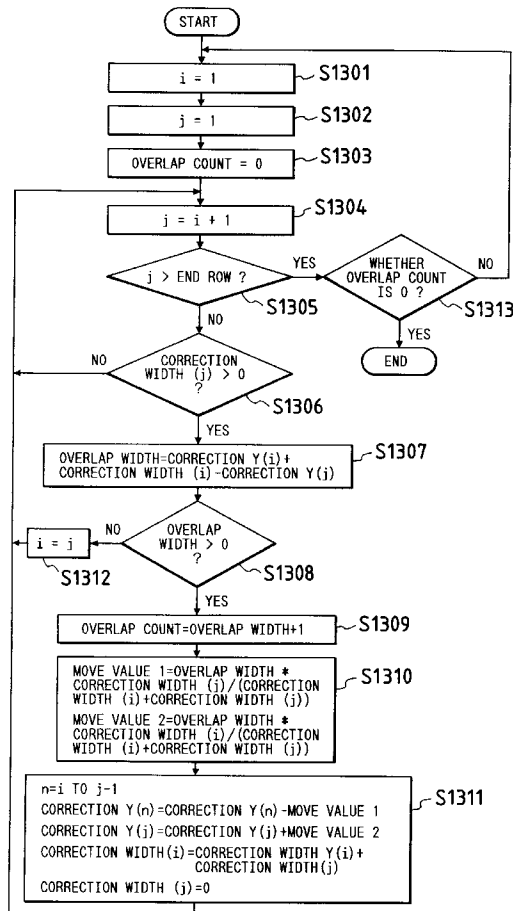 START
i = 1
S1301
j = 1
S1302
OVERLAP COUNT = 0
S1303
j = i + 1
S1304
j > END ROW ?
S1305
YES
NO
WHETHER
OVERLAP COUNT
IS 0 ?
S1313
NO
YES
END
CORRECTION
WIDTH (j) > 0
?
S1306
NO
YES
OVERLAP WIDTH=CORRECTION Y(i)+
CORRECTION WIDTH (i)-CORRECTION Y(j)
S1307
OVERLAP
WIDTH > 0
?
S1308
NO
i = j
S1312
YES
OVERLAP COUNT=OVERLAP WIDTH+1
S1309
MOVE VALUE 1=OVERLAP WIDTH *
CORRECTION WIDTH (j)/(CORRECTION
WIDTH (i)+CORRECTION WIDTH (j))
MOVE VALUE 2=OVERLAP WIDTH *
CORRECTION WIDTH (i)/(CORRECTION
WIDTH (i)+CORRECTION WIDTH (j))
S1310
n=i TO j-1
CORRECTION Y(n)=CORRECTION Y(n)-MOVE VALUE 1
CORRECTION Y(j)=CORRECTION Y(j)+MOVE VALUE 2
CORRECTION WIDTH(i)=CORRECTION WIDTH Y(i)+
CORRECTION WIDTH(j)
CORRECTION WIDTH (j)=0
S1311